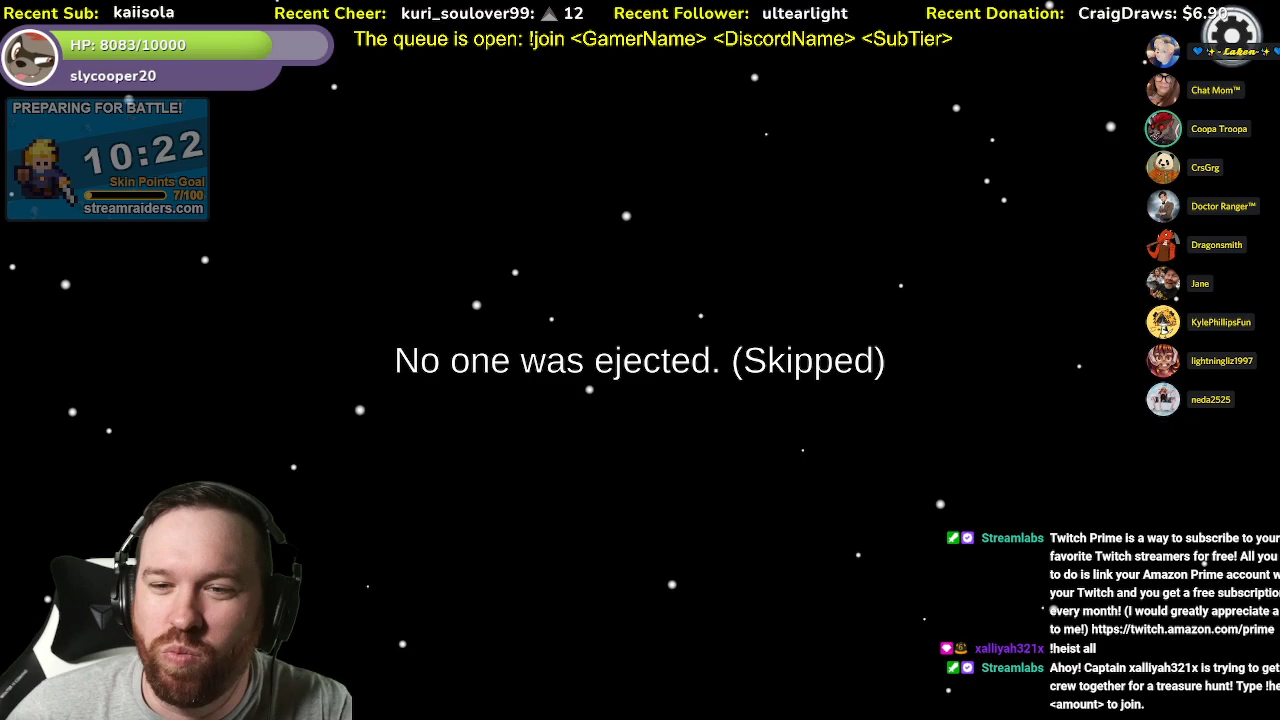 Recent Sub: kaiisola
Recent Cheer: kuri_soulover99: 12
Recent Follower: ultearlight
Recent Donation: CraigDraws: $6.90
HP: 8083/10000
slycooper20
The queue is open: !join <GamerName> <DiscordName> <SubTier>
PREPARING FOR BATTLE!
10:22
Skin Points Goal
7/100
streamraiders.com
~Laken~
Chat Mom™
Coopa Troopa
CrsGrg
Doctor Ranger™
Dragonsmith
Jane
KylePhillipsFun
lightningliz1997
neda2525
No one was ejected. (Skipped)
Streamlabs Twitch Prime is a way to subscribe to your
favorite Twitch streamers for free! All you
to do is link your Amazon Prime account w
your Twitch and you get a free subscription
every month! (I would greatly appreciate a
to me!) https://twitch.amazon.com/prime
xalliyah321x !heist all
Streamlabs Ahoy! Captain xalliyah321x is trying to get
crew together for a treasure hunt! Type !he
<amount> to join.